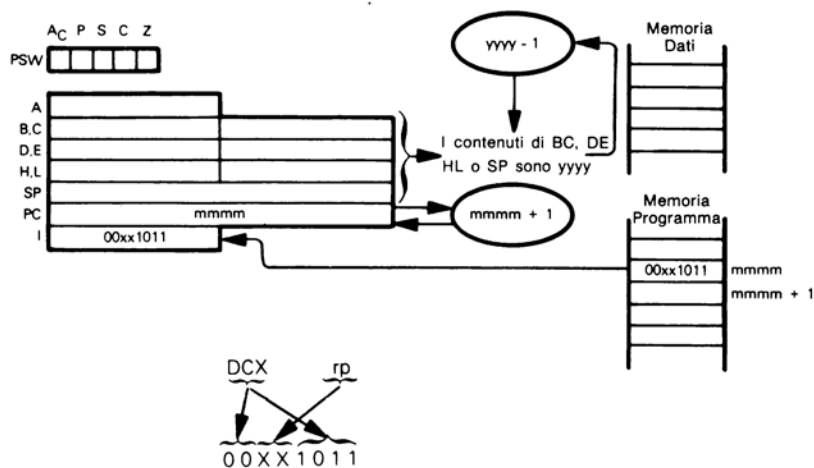 AC P S C Z
PSW
A
B,C
D,E
H,L
SP
PC mmmm
I 00xx1011
yyyy - 1
I contenuti di BC, DE
HL o SP sono yyyy
mmmm + 1
Memoria
Dati
Memoria
Programma
00xx1011 mmmm
mmmm + 1
DCX rp
00XX1011